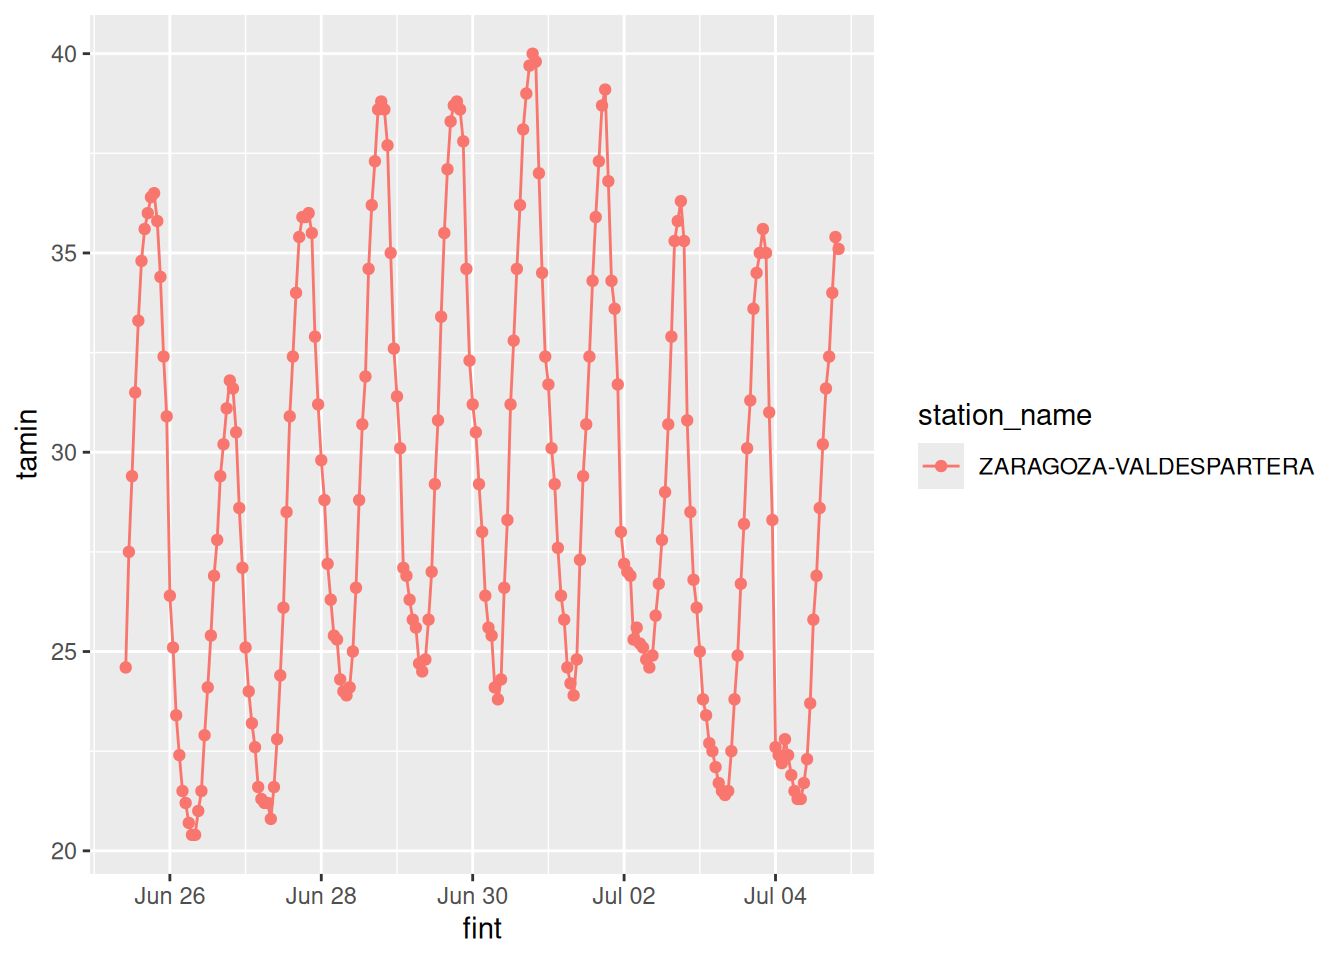 40
35
30
25
20
tamin
Jun 26
Jun 28
Jun 30
Jul 02
Jul 04
fint
station_name
ZARAGOZA-VALDESPARTERA